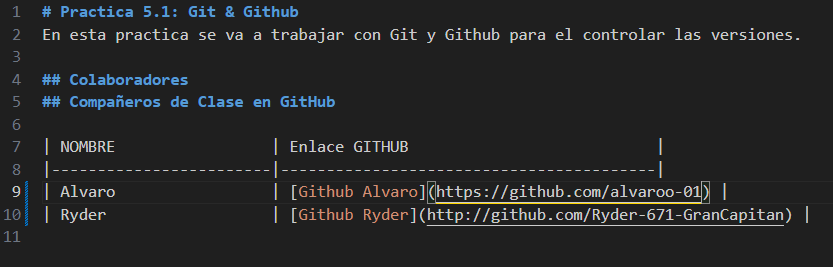 1 # Practica 5.1: Git & Github
2 En esta practica se va a trabajar con Git y Github para el controlar las versiones.
3
4 ## Colaboradores
5 ## Compañeros de Clase en GitHub
6
7 | NOMBRE | Enlace GITHUB |
8 |------------------------|-----------------------------------------|
9 | Alvaro | [Github Alvaro](https://github.com/alvaroo-01) |
10 | Ryder | [Github Ryder](http://github.com/Ryder-671-GranCapitan) |
11